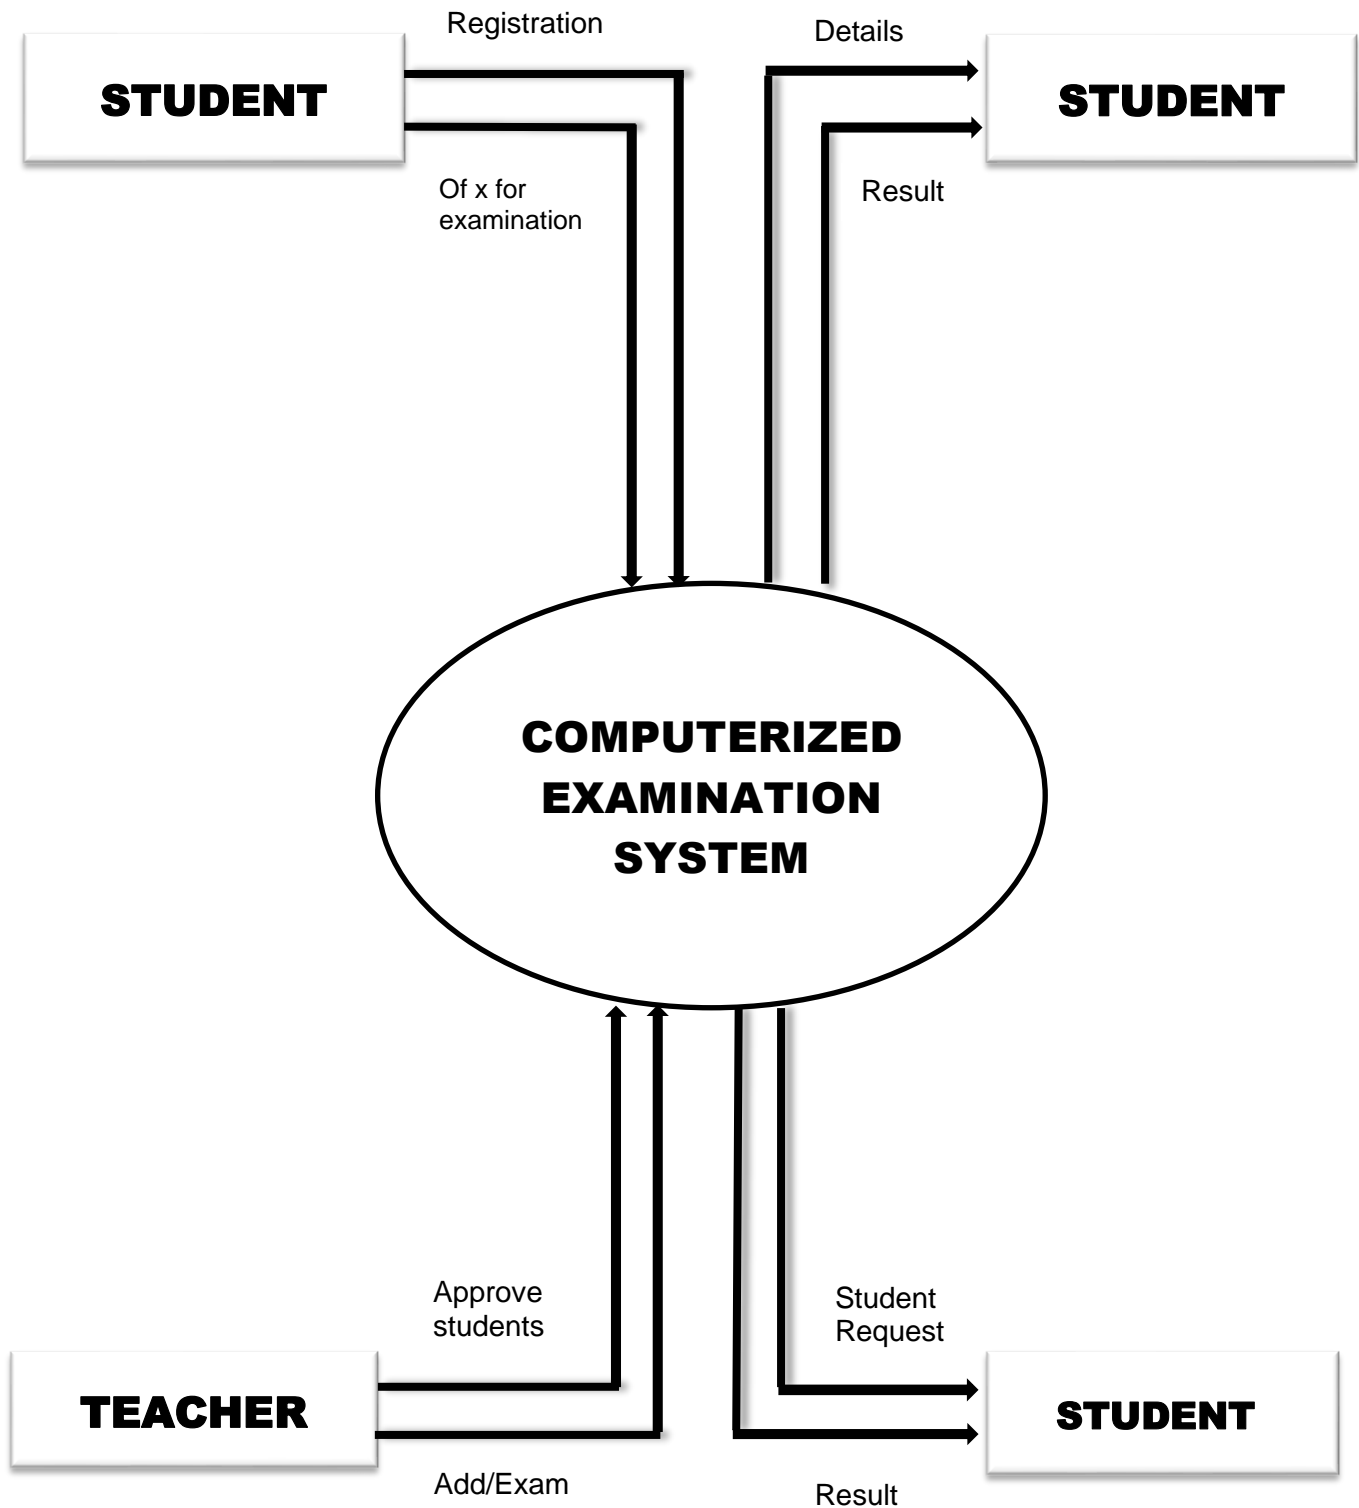 Registration
Details
STUDENT
STUDENT
Of x for
examination
Result
COMPUTERIZED
EXAMINATION
SYSTEM
Approve
students
Student
Request
TEACHER
STUDENT
Add/Exam
Result